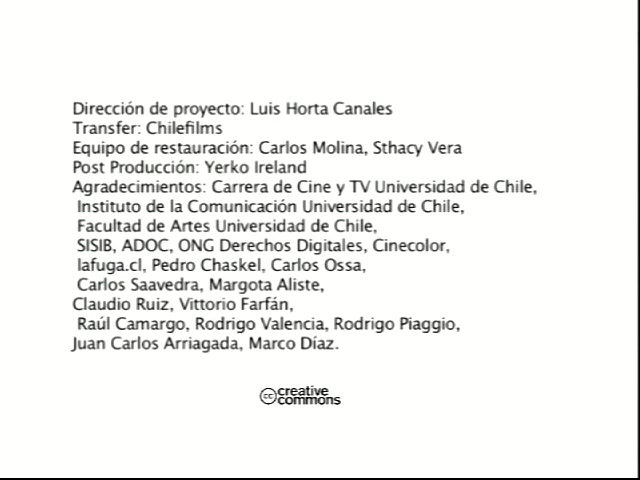 Dirección de proyecto: Luis Horta Canales
Transfer: Chilefilms
Equipo de restauración: Carlos Molina, Sthacy Vera
Post Producción: Yerko Ireland
Agradecimientos: Carrera de Cine y TV Universidad de Chile,
Instituto de la Comunicación Universidad de Chile,
Facultad de Artes Universidad de Chile,
SISIB, ADOC, ONG Derechos Digitales, Cinecolor,
lafuga.cl, Pedro Chaskel, Carlos Ossa,
Carlos Saavedra, Margota Aliste,
Claudio Ruiz, Vittorio Farfán,
Raúl Camargo, Rodrigo Valencia, Rodrigo Piaggio,
Juan Carlos Arriagada, Marco Díaz.
cc creative
commons